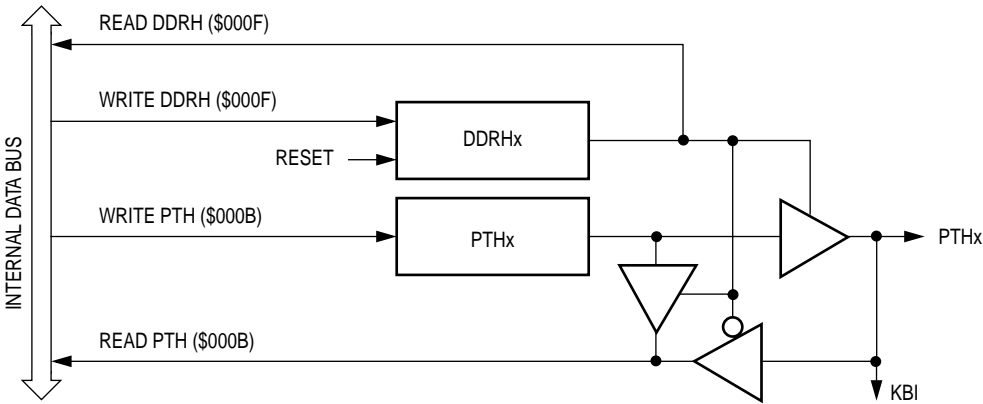 READ DDRH ($000F)
WRITE DDRH ($000F)
DDRHx
RESET
INTERNAL DATA BUS
WRITE PTH ($000B)
PTHx
PTHx
READ PTH ($000B)
KBI